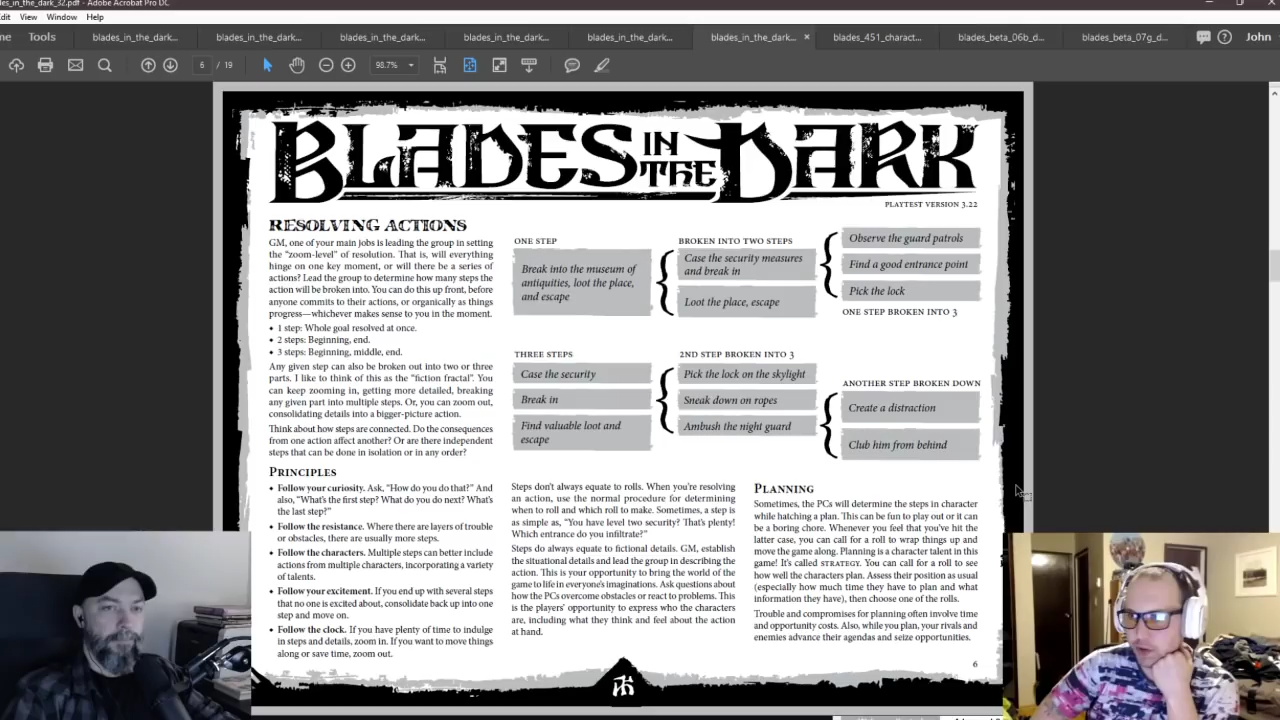 des_in_the_dark_32.pdf - Adobe Acrobat Pro DC
Edit View Window Help
me Tools blades_in_the_dark... blades_in_the_dark... blades_in_the_dark... blades_in_the_dark... blades_in_the_dark... blades_in_the_dark... × blades_451_charact... blades_beta_06b_d... blades_beta_07g_d... John
6 / 19 98.7%
BLADES IN THE DARK
PLAYTEST VERSION 3.22
RESOLVING ACTIONS
GM, one of your main jobs is leading the group in setting
the “zoom-level” of resolution. That is, will everything
hinge on one key moment, or will there be a series of
actions? Lead the group to determine how many steps the
action will be broken into. You can do this up front, before
anyone commits to their actions, or organically as things
progress—whichever makes sense to you in the moment.
• 1 step: Whole goal resolved at once.
• 2 steps: Beginning, end.
• 3 steps: Beginning, middle, end.
Any given step can also be broken out into two or three
parts. I like to think of this as the “fiction fractal”. You
can keep zooming in, getting more detailed, breaking
any given part into multiple steps. Or, you can zoom out,
consolidating details into a bigger-picture action.
Think about how steps are connected. Do the consequences
from one action affect another? Or are there independent
steps that can be done in isolation or in any order?
ONE STEP
Break into the museum of
antiquities, loot the place,
and escape
BROKEN INTO TWO STEPS
Case the security measures
and break in
Loot the place, escape
Observe the guard patrols
Find a good entrance point
Pick the lock
ONE STEP BROKEN INTO 3
THREE STEPS
Case the security
Break in
Find valuable loot and
escape
2ND STEP BROKEN INTO 3
Pick the lock on the skylight
Sneak down on ropes
Ambush the night guard
ANOTHER STEP BROKEN DOWN
Create a distraction
Club him from behind
PRINCIPLES
• Follow your curiosity. Ask, “How do you do that?” And
also, “What's the first step? What do you do next? What's
the last step?”
• Follow the resistance. Where there are layers of trouble
or obstacles, there are usually more steps.
• Follow the characters. Multiple steps can better include
actions from multiple characters, incorporating a variety
of talents.
• Follow your excitement. If you end up with several steps
that no one is excited about, consolidate back up into one
step and move on.
• Follow the clock. If you have plenty of time to indulge
in steps and details, zoom in. If you want to move things
along or save time, zoom out.
Steps don't always equate to rolls. When you're resolving
an action, use the normal procedure for determining
when to roll and which roll to make. Sometimes, a step is
as simple as, “You have level two security? That's plenty!
Which entrance do you infiltrate?”
Steps do always equate to fictional details. GM, establish
the situational details and lead the group in describing the
action. This is your opportunity to bring the world of the
game to life in everyone's imaginations. Ask questions about
how the PCs overcome obstacles or react to problems. This
is the players' opportunity to express who the characters
are, including what they think and feel about the action
at hand.
PLANNING
Sometimes, the PCs will determine the steps in character
while hatching a plan. This can be fun to play out or it can
be a boring chore. Whenever you feel that you've hit the
latter case, you can call for a roll to wrap things up and
move the game along. Planning is a character talent in this
game! It's called STRATEGY. You can call for a roll to see
how well the characters plan. Assess their position as usual
(especially how much time they have to plan and what
information they have), then choose one of the rolls.
Trouble and compromises for planning often involve time
and opportunity costs. Also, while you plan, your rivals and
enemies advance their agendas and seize opportunities.
6